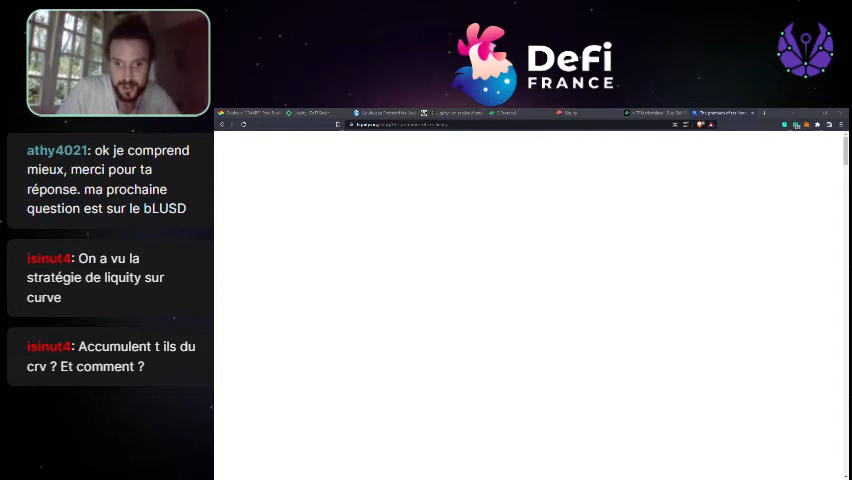 DeFi
FRANCE
athy4021: ok je comprend
mieux, merci pour ta
réponse. ma prochaine
question est sur le bLUSD
isinut4: On a vu la
stratégie de liquity sur
curve
isinut4: Accumulent t ils du
crv ? Et comment ?
Liquity